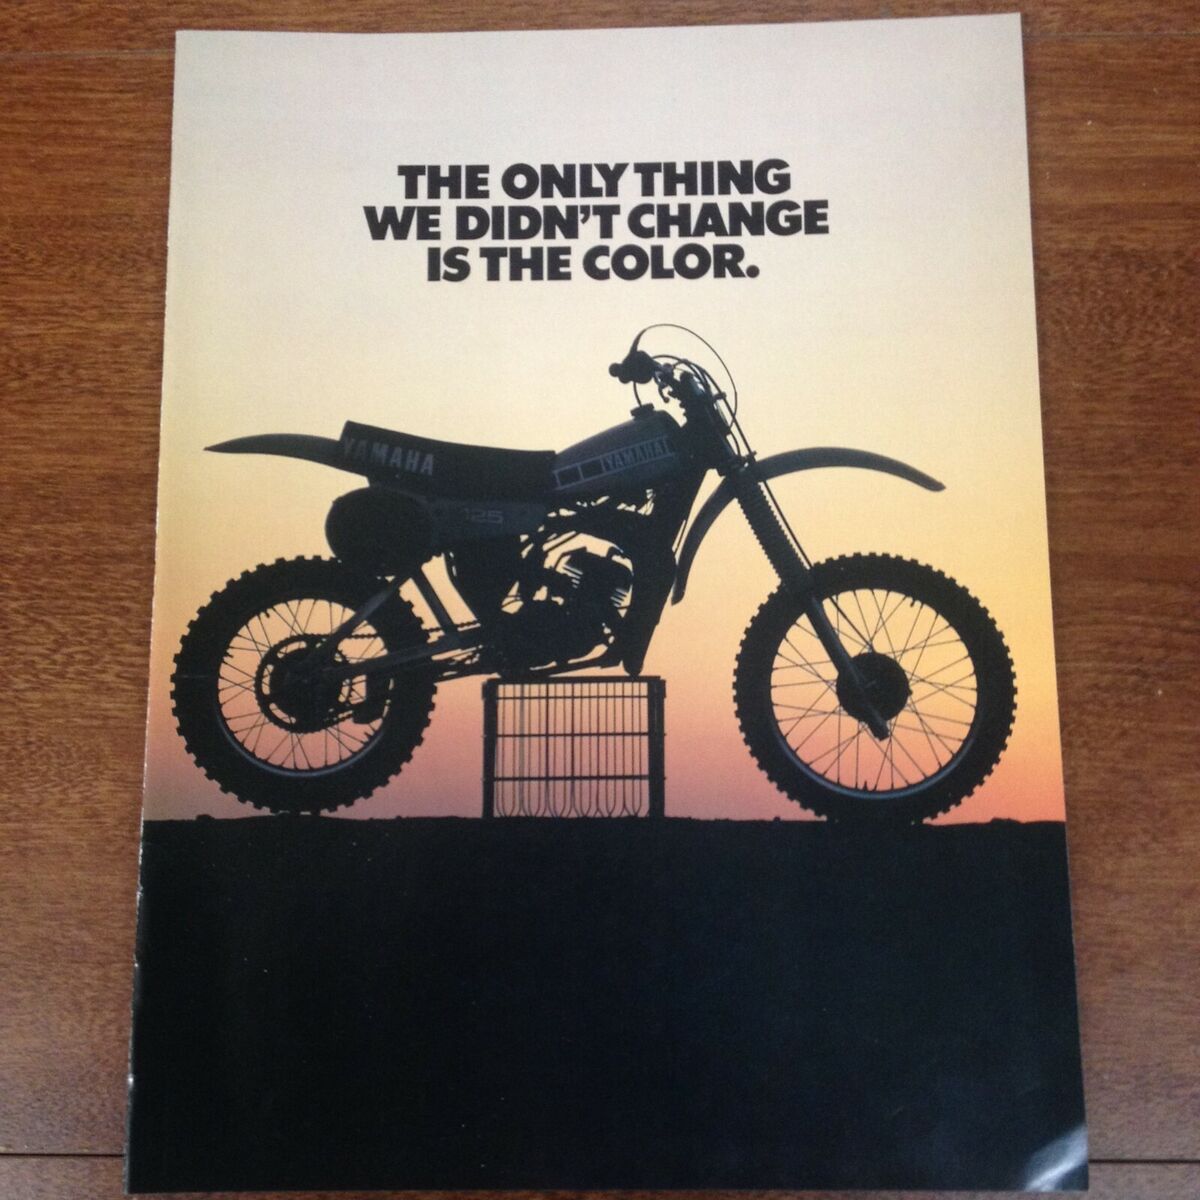 THE ONLY THING
WE DIDN'T CHANGE
IS THE COLOR.
YAMAHA
YAMAHA
125